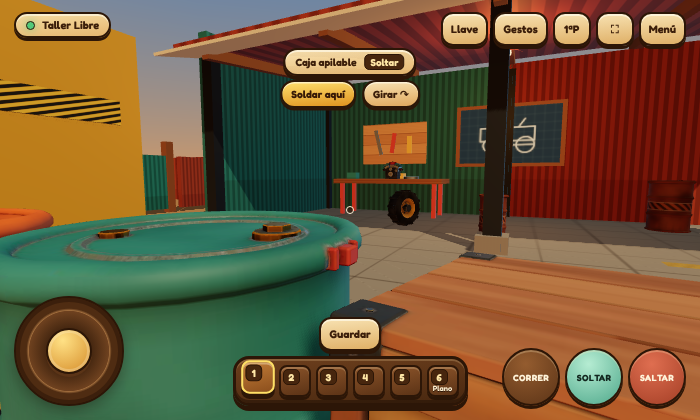 Taller Libre
Llave
Gestos
1ªP
Menú
Caja apilable Soltar
Soldar aquí
Girar ↷
Guardar
1
2
3
4
5
6
Plano
CORRER
SOLTAR
SALTAR